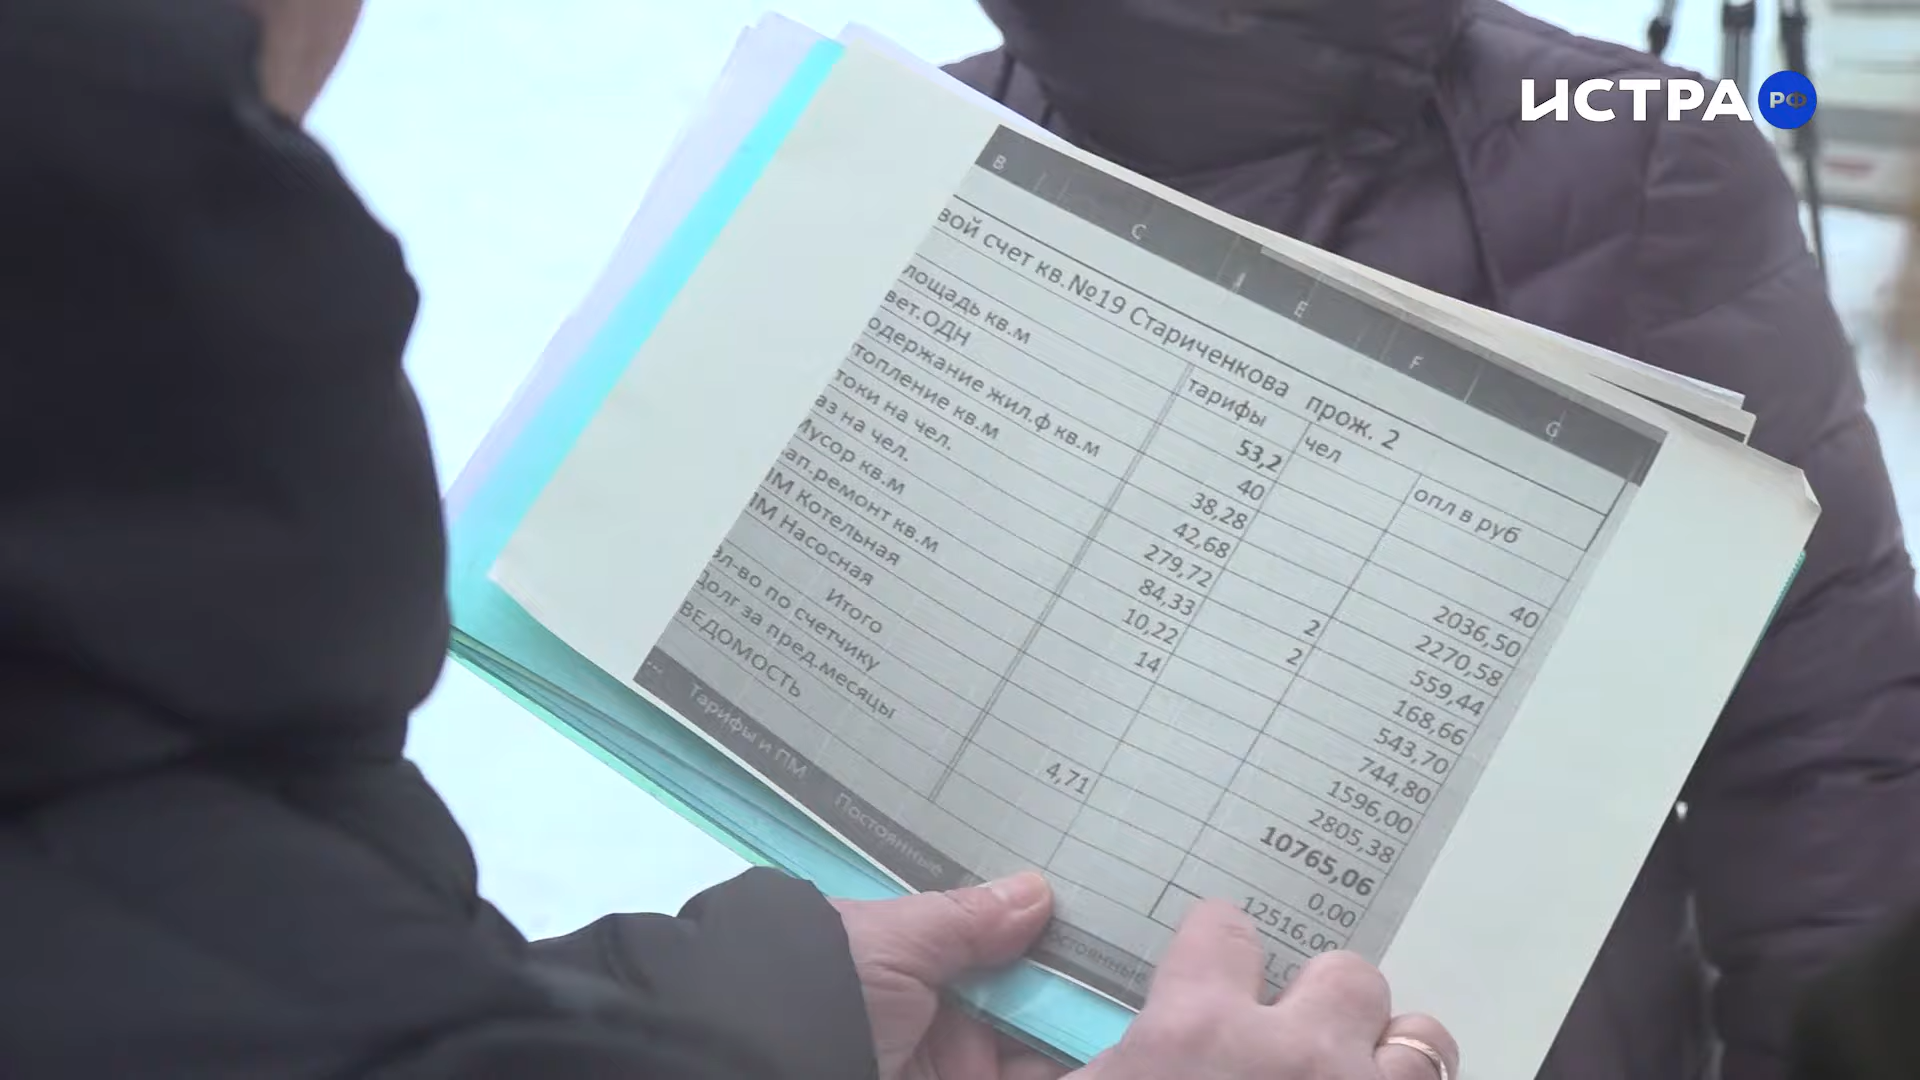 ИСТРА РФ
B C E F G
вой счет кв.№19 Стариченкова прож. 2
тарифы чел опл в руб
лощадь кв.м 53,2
вет.ОДН 40 40
одержание жил.ф кв.м 38,28 2036,50
топление кв.м 42,68 2270,58
токи на чел. 279,72 2 559,44
аз на чел. 84,33 2 168,66
Мусор кв.м 10,22 543,70
ап.ремонт кв.м 14 744,80
ПМ Котельная 1596,00
ПМ Насосная 2805,38
Итого 10765,06
ол-во по счетчику 4,71 0,00
Долг за пред.месяцы 12516,00
ВЕДОМОСТЬ
Тарифы и ПМ Постоянные остоянные